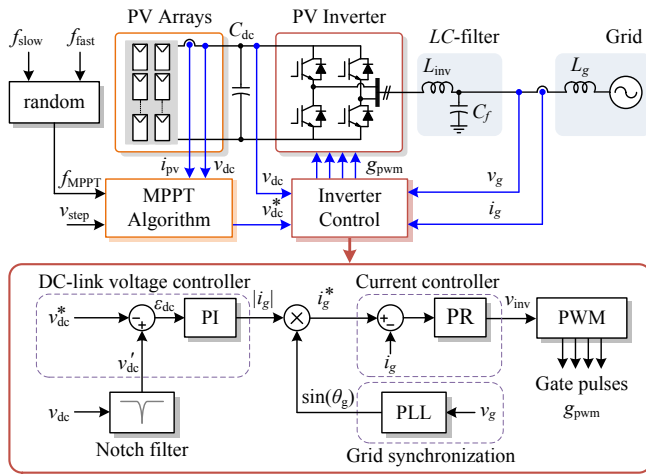 PV Arrays
PV Inverter
LC-filter
Grid
f_slow
f_fast
C_dc
L_inv
L_g
random
C_f
i_pv
v_dc
g_pwm
f_MPPT
v_dc
v_g
MPPT
Algorithm
v_step
v_dc^*
Inverter
Control
i_g
DC-link voltage controller
|i_g|
i_g^*
Current controller
v_dc^*
−
+
ε_dc
PI
×
+
−
PR
v_inv
PWM
v_dc'
i_g
sin(θ_g)
Gate pulses
g_pwm
v_dc
PLL
v_g
Notch filter
Grid synchronization